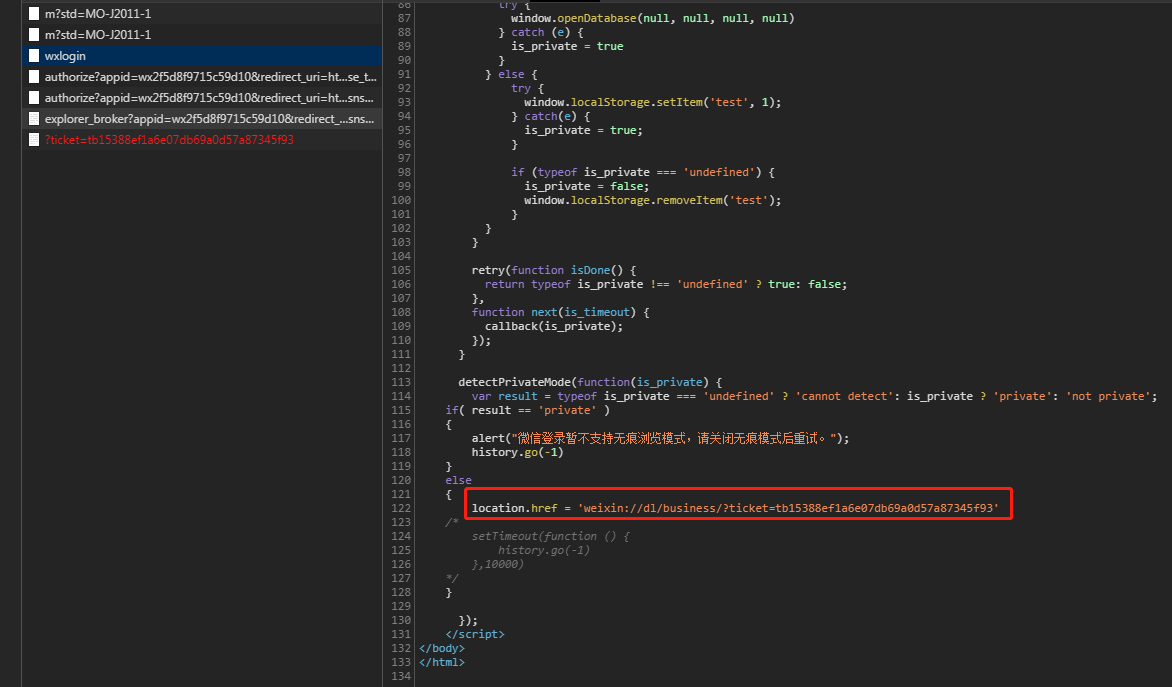 m?std=MO-J2011-1
m?std=MO-J2011-1
wxlogin
authorize?appid=wx2f5d8f9715c59d10&redirect_uri=ht...se_t...
authorize?appid=wx2f5d8f9715c59d10&redirect_uri=ht...sns...
explorer_broker?appid=wx2f5d8f9715c59d10&redirect_...sns...
?ticket=tb15388ef1a6e07db69a0d57a87345f93
86 try {
87 window.openDatabase(null, null, null, null)
88 } catch (e) {
89 is_private = true
90 }
91 } else {
92 try {
93 window.localStorage.setItem('test', 1);
94 } catch(e) {
95 is_private = true;
96 }
97
98 if (typeof is_private === 'undefined') {
99 is_private = false;
100 window.localStorage.removeItem('test');
101 }
102 }
103 }
104
105 retry(function isDone() {
106 return typeof is_private !== 'undefined' ? true: false;
107 },
108 function next(is_timeout) {
109 callback(is_private);
110 });
111 }
112
113 detectPrivateMode(function(is_private) {
114 var result = typeof is_private === 'undefined' ? 'cannot detect': is_private ? 'private': 'not private';
115 if( result == 'private' )
116 {
117 alert("微信登录暂不支持无痕浏览模式，请关闭无痕模式后重试。");
118 history.go(-1)
119 }
120 else
121 {
122 location.href = 'weixin://dl/business/?ticket=tb15388ef1a6e07db69a0d57a87345f93'
123 /*
124 setTimeout(function () {
125 history.go(-1)
126 },10000)
127 */
128 }
129
130 });
131 </script>
132 </body>
133 </html>
134